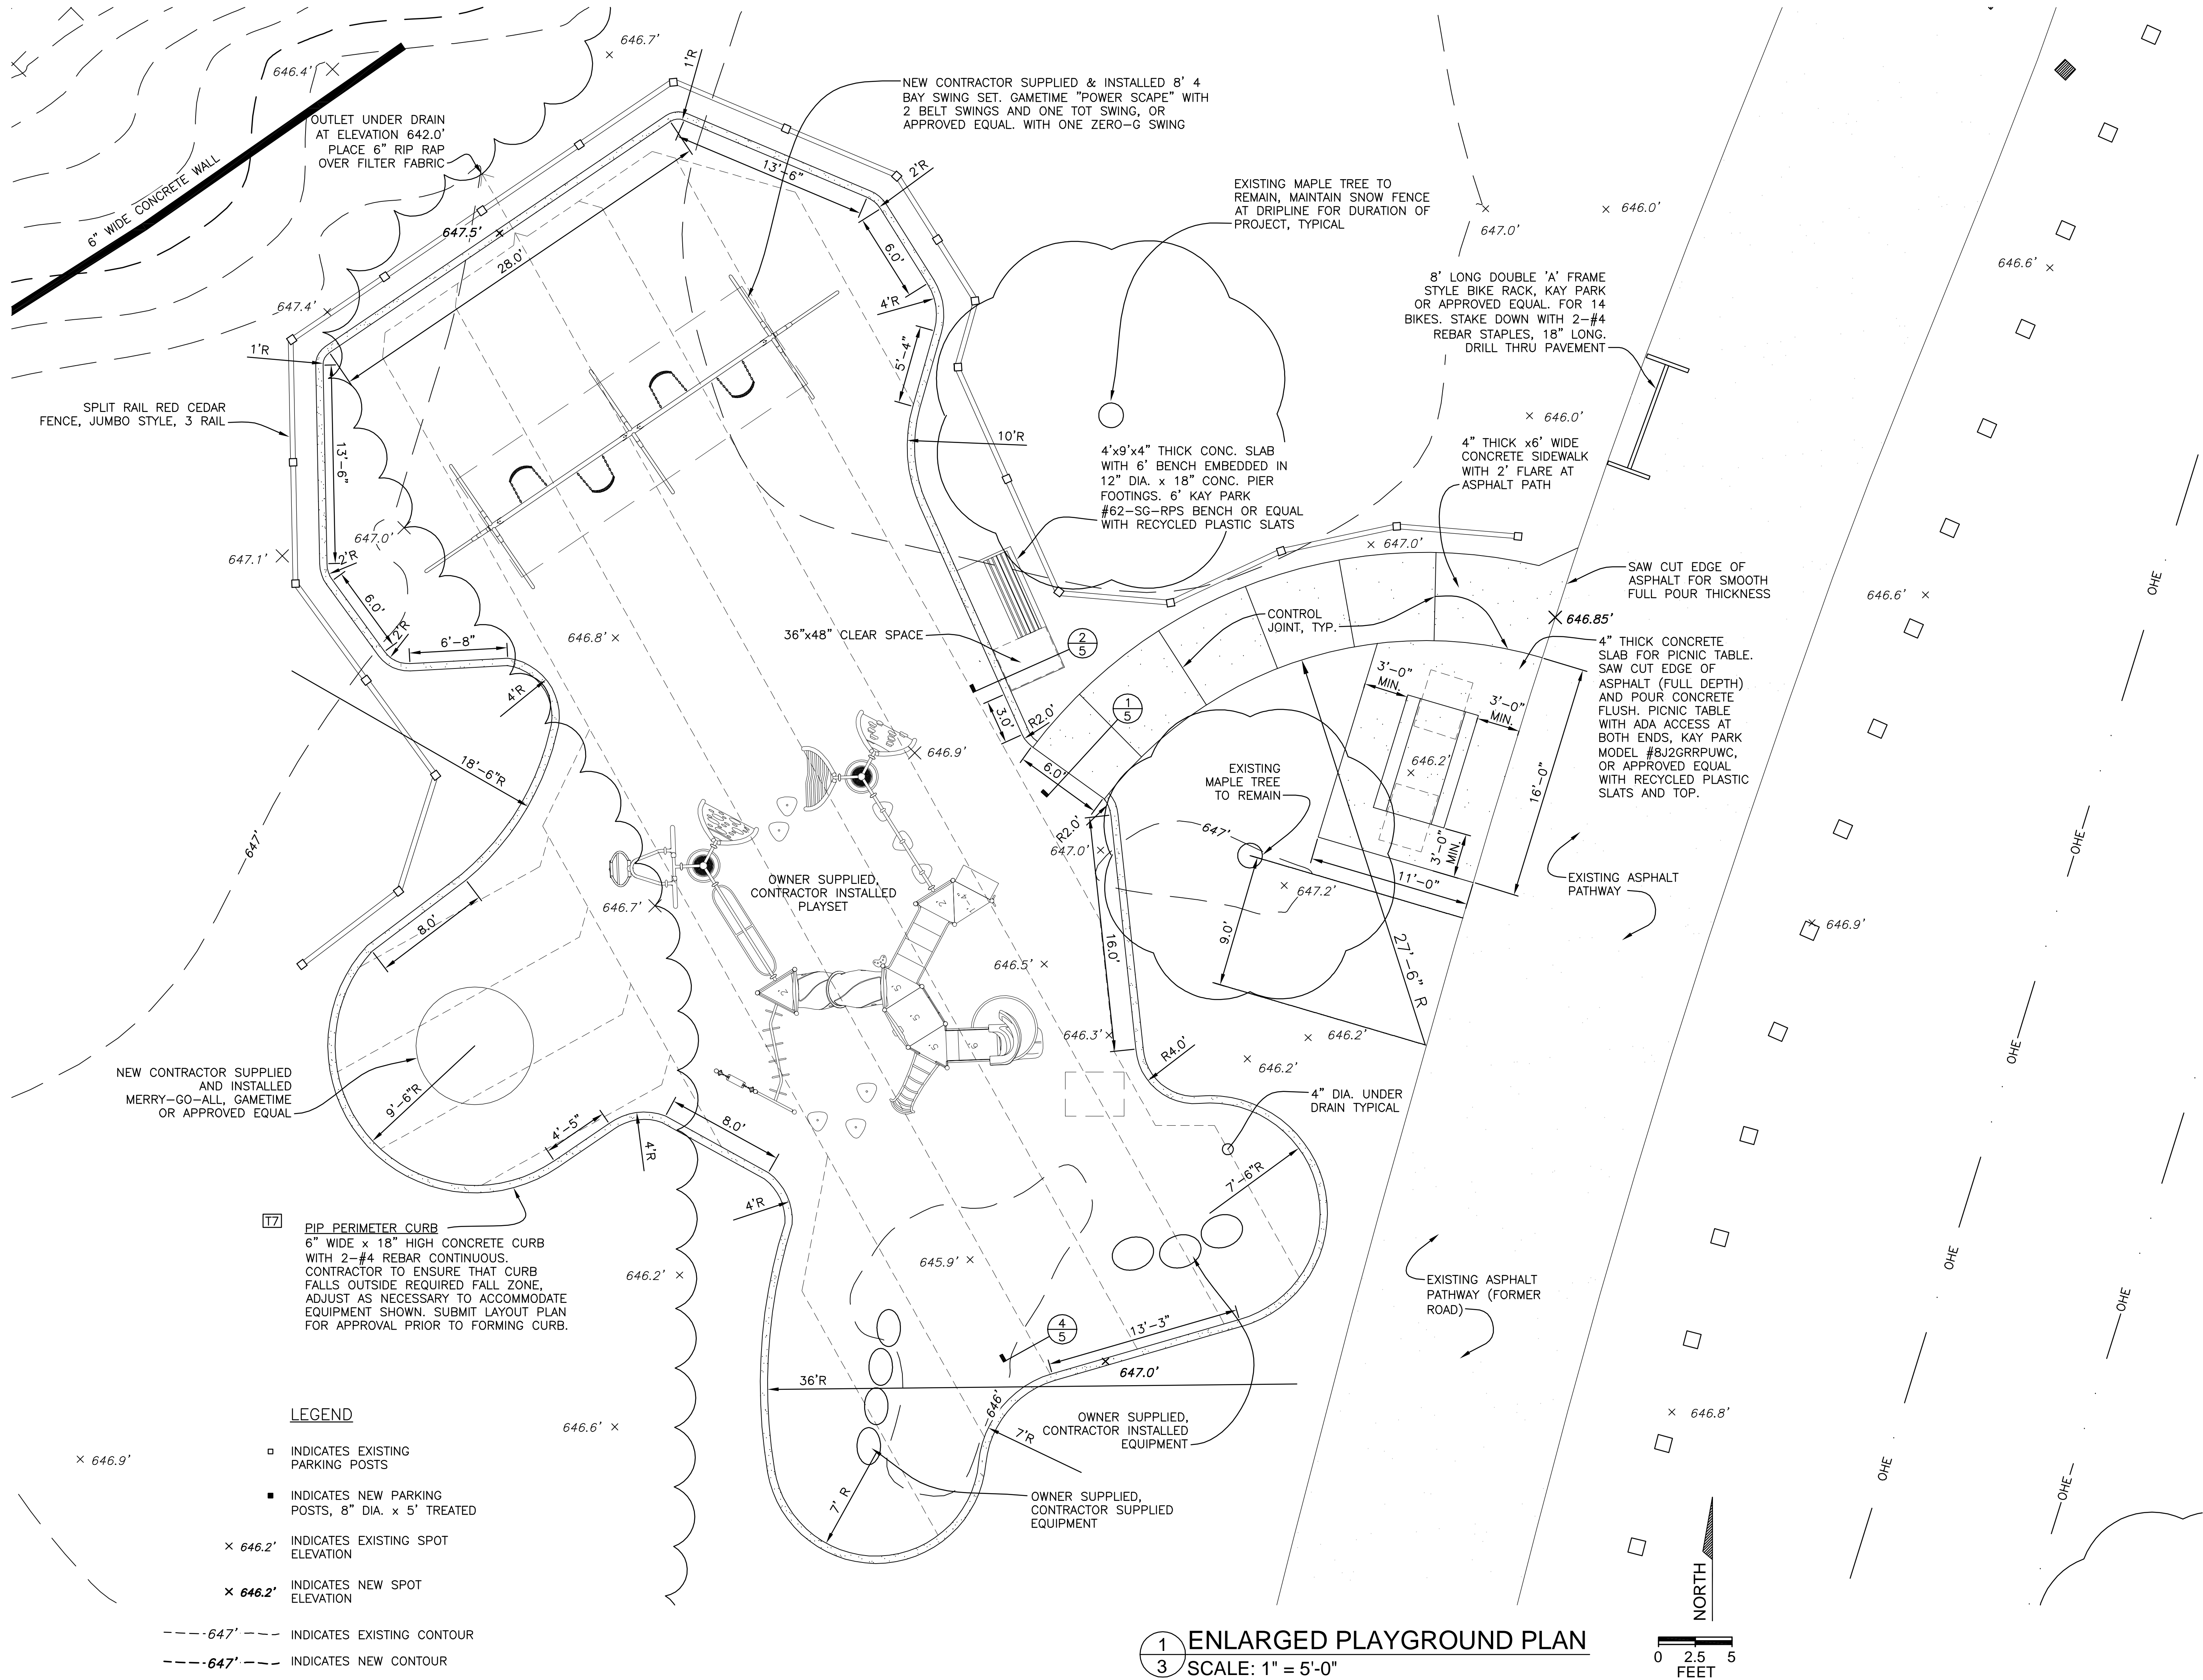 646.7'
1'R
646.4'
NEW CONTRACTOR SUPPLIED & INSTALLED 8' 4
BAY SWING SET. GAMETIME "POWER SCAPE" WITH
2 BELT SWINGS AND ONE TOT SWING, OR
APPROVED EQUAL. WITH ONE ZERO-G SWING
OUTLET UNDER DRAIN
AT ELEVATION 642.0'
PLACE 6" RIP RAP
OVER FILTER FABRIC
6" WIDE CONCRETE WALL
13'-6"
2'R
EXISTING MAPLE TREE TO
REMAIN, MAINTAIN SNOW FENCE
AT DRIPLINE FOR DURATION OF
PROJECT, TYPICAL
646.0'
647.0'
647.5'
28.0'
6.0'
646.6'
8' LONG DOUBLE 'A' FRAME
STYLE BIKE RACK, KAY PARK
OR APPROVED EQUAL. FOR 14
BIKES. STAKE DOWN WITH 2-#4
REBAR STAPLES, 18" LONG.
DRILL THRU PAVEMENT
647.4'
4'R
1'R
5'-4"
SPLIT RAIL RED CEDAR
FENCE, JUMBO STYLE, 3 RAIL
646.0'
13'-6"
10'R
4'x9'x4" THICK CONC. SLAB
WITH 6' BENCH EMBEDDED IN
12" DIA. x 18" CONC. PIER
FOOTINGS. 6' KAY PARK
#62-SG-RPS BENCH OR EQUAL
WITH RECYCLED PLASTIC SLATS
4" THICK x6' WIDE
CONCRETE SIDEWALK
WITH 2' FLARE AT
ASPHALT PATH
647.0'
647.1'
2'R
647.0'
SAW CUT EDGE OF
ASPHALT FOR SMOOTH
FULL POUR THICKNESS
OHE
646.6'
6.0'
2'R
6'-8"
646.8'
36"x48" CLEAR SPACE
2
5
CONTROL
JOINT, TYP.
646.85'
4" THICK CONCRETE
SLAB FOR PICNIC TABLE.
SAW CUT EDGE OF
ASPHALT (FULL DEPTH)
AND POUR CONCRETE
FLUSH. PICNIC TABLE
WITH ADA ACCESS AT
BOTH ENDS, KAY PARK
MODEL #8J2GRRPUWC,
OR APPROVED EQUAL
WITH RECYCLED PLASTIC
SLATS AND TOP.
3'-0"
MIN.
3'-0"
MIN.
4'R
3.0'
R2.0'
1
5
646.9'
18'-6"R
6.0'
EXISTING
MAPLE TREE
TO REMAIN
646.2'
16'-0"
647'
R2.0'
647'
647.0'
3'-0"
MIN.
OHE
OWNER SUPPLIED,
CONTRACTOR INSTALLED
PLAYSET
647.2'
11'-0"
EXISTING ASPHALT
PATHWAY
646.7'
4'
2'
8.0'
16.0'
9.0'
27'-6" R
646.9'
646.5'
2'
5'
5'
5'
6'
646.3'
646.2'
R4.0'
646.2'
OHE
NEW CONTRACTOR SUPPLIED
AND INSTALLED
MERRY-GO-ALL, GAMETIME
OR APPROVED EQUAL
9'-6"R
4" DIA. UNDER
DRAIN TYPICAL
4'-5"
8.0'
4'R
7'-6"R
4'R
T7
PIP PERIMETER CURB
6" WIDE x 18" HIGH CONCRETE CURB
WITH 2-#4 REBAR CONTINUOUS.
CONTRACTOR TO ENSURE THAT CURB
FALLS OUTSIDE REQUIRED FALL ZONE,
ADJUST AS NECESSARY TO ACCOMMODATE
EQUIPMENT SHOWN. SUBMIT LAYOUT PLAN
FOR APPROVAL PRIOR TO FORMING CURB.
646.2'
645.9'
EXISTING ASPHALT
PATHWAY (FORMER
ROAD)
OHE
OHE
4
5
13'-3"
647.0'
36'R
646'
LEGEND
OWNER SUPPLIED,
CONTRACTOR INSTALLED
EQUIPMENT
7'R
646.8'
646.6'
646.9'
INDICATES EXISTING
PARKING POSTS
OHE
OHE
7' R
OWNER SUPPLIED,
CONTRACTOR SUPPLIED
EQUIPMENT
INDICATES NEW PARKING
POSTS, 8" DIA. x 5' TREATED
646.2' INDICATES EXISTING SPOT
ELEVATION
646.2' INDICATES NEW SPOT
ELEVATION
NORTH
647' INDICATES EXISTING CONTOUR
647' INDICATES NEW CONTOUR
1
3
ENLARGED PLAYGROUND PLAN
SCALE: 1" = 5'-0"
0 2.5 5
FEET